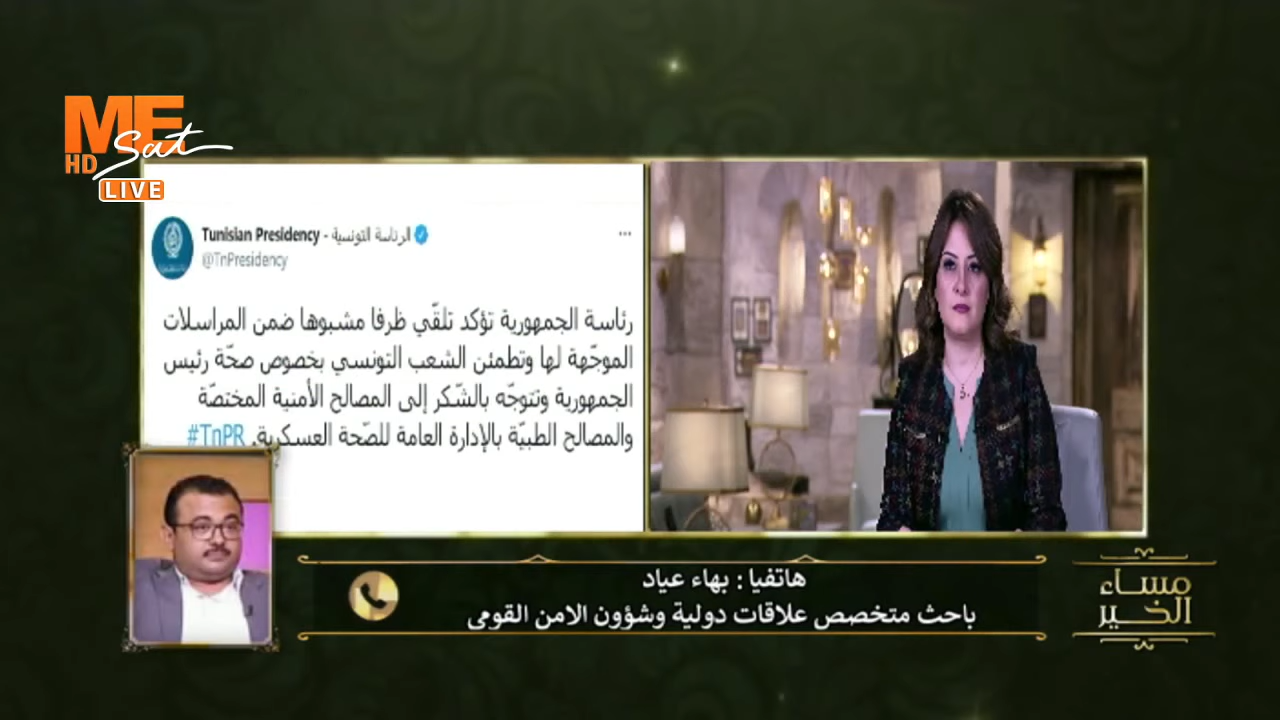 ME
Sat
HD
LIVE
Tunisian Presidency - الرئاسة التونسية
@TnPresidency
رئاسة الجمهورية تؤكد تلقّي ظرفا مشبوها ضمن المراسلات
الموجّهة لها وتطمئن الشعب التونسي بخصوص صحّة رئيس
الجمهورية وتتوجّه بالشّكر إلى المصالح الأمنية المختصّة
والمصالح الطبيّة بالإدارة العامة للصّحة العسكرية. #TnPR
هاتفيا : بهاء عياد
باحث متخصص علاقات دولية وشؤون الامن القومى
مساء
الخير